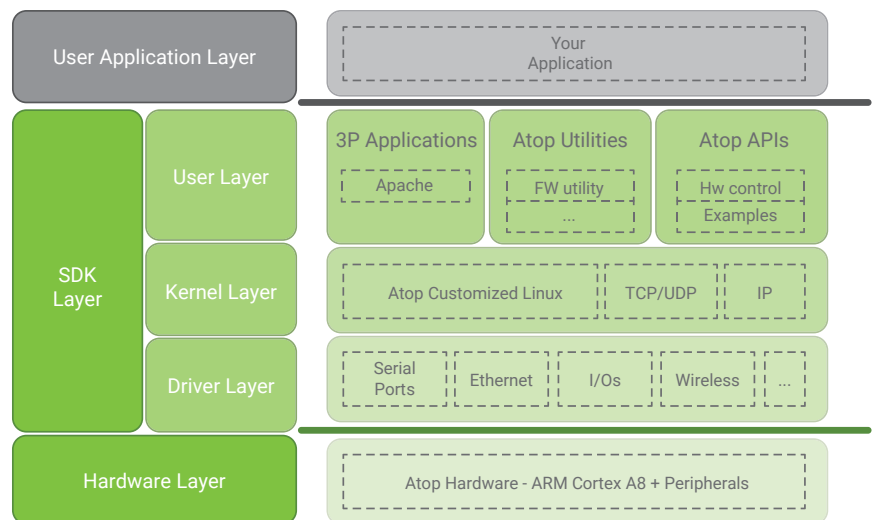 User Application Layer
Your
Application
SDK
Layer
User Layer
3P Applications
Apache
Atop Utilities
FW utility
...
Atop APIs
Hw control
Examples
Kernel Layer
Atop Customized Linux
TCP/UDP
IP
Driver Layer
Serial
Ports
Ethernet
I/Os
Wireless
...
Hardware Layer
Atop Hardware - ARM Cortex A8 + Peripherals